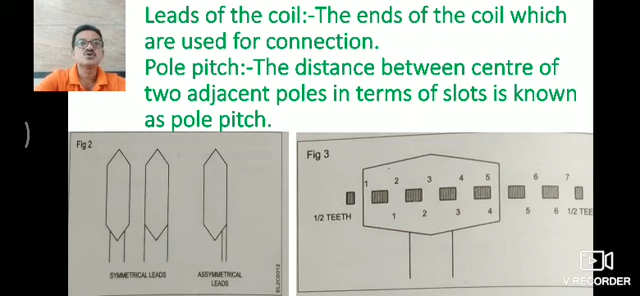 Leads of the coil:-The ends of the coil which
are used for connection.
Pole pitch:-The distance between centre of
two adjacent poles in terms of slots is known
as pole pitch.
Fig 2
SYMMETRICAL LEADS
ASSYMETRICAL
LEADS
Fig 3
1 2 3 4 5 6 7
1/2 TEETH 1 2 3 4 5 6 1/2 TEE
V RECORDER